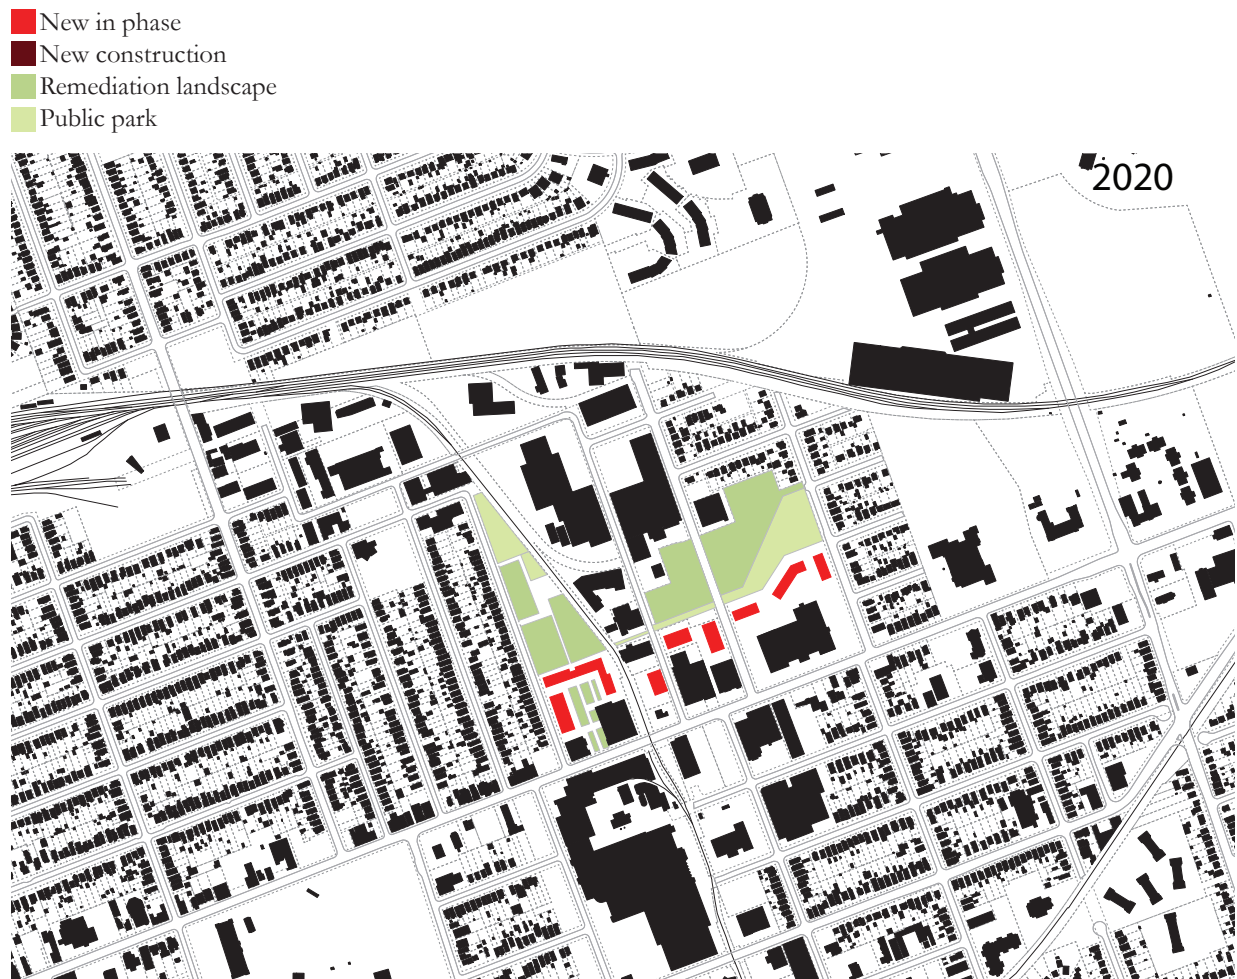 New in phase
New construction
Remediation landscape
Public park
2020